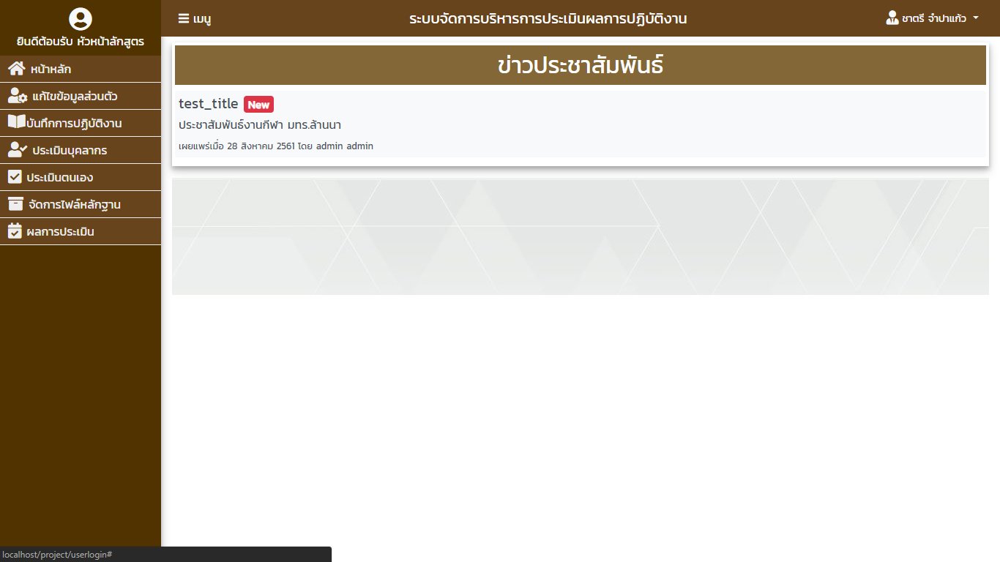 ยินดีต้อนรับ หัวหน้าลักสูตร
หน้าหลัก
แก้ไขข้อมูลส่วนตัว
บันทึกการปฏิบัติงาน
ประเมินบุคลากร
ประเมินตนเอง
จัดการไฟล์หลักฐาน
ผลการประเมิน
เมนู
ระบบจัดการบริหารการประเมินผลการปฏิบัติงาน
ชาตรี จำปาแก้ว
ข่าวประชาสัมพันธ์
test_title New
ประชาสัมพันธ์งานกีฬา มทร.ล้านนา
เผยแพร่เมื่อ 28 สิงหาคม 2561 โดย admin admin
localhost/project/userlogin#